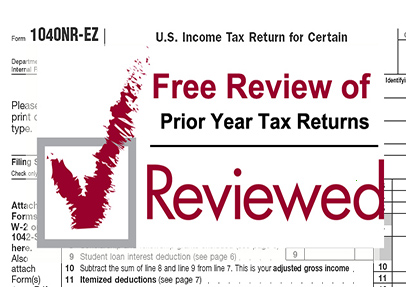 Form 1040NR-EZ U.S. Income Tax Return for Certain
Departme
Internal R
Identifyi
Free Review of
Prior Year Tax Returns
Please
print o
type.
Filing S
Check only
Reviewed
Attach
Forms
W-2 o
1042-S
here.
Also
attach
Form(
9 Student loan interest deduction (see page 6) 9
10 Subtract the sum of line 8 and line 9 from line 7. This is your adjusted gross income 10
11 Itemized deductions (see page 7) 11